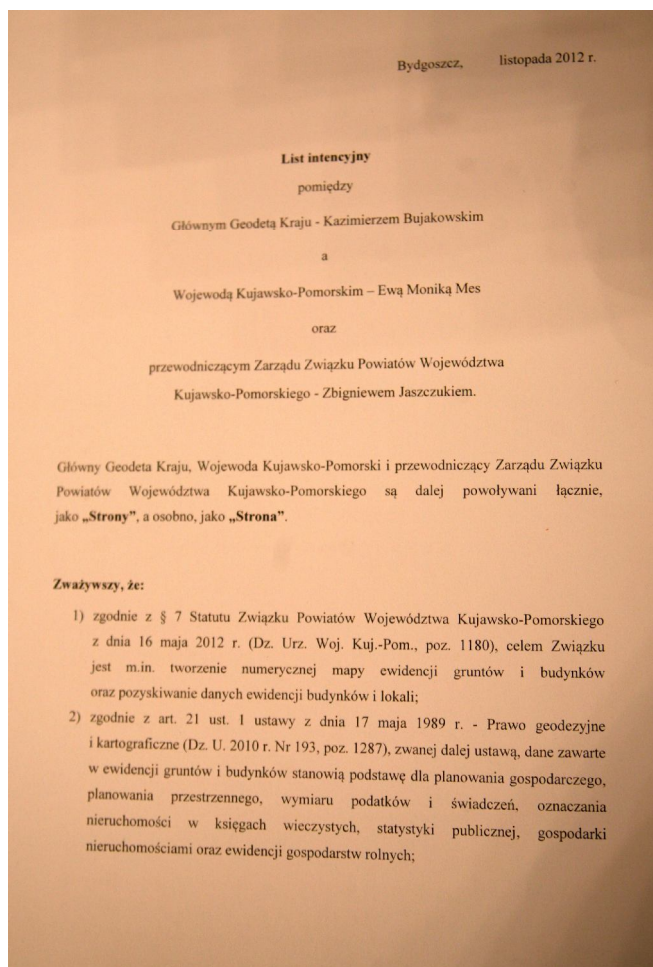 Bydgoszcz, listopada 2012 r.
List intencyjny
pomiędzy
Głównym Geodetą Kraju - Kazimierzem Bujakowskim
a
Wojewodą Kujawsko-Pomorskim – Ewą Moniką Mes
oraz
przewodniczącym Zarządu Związku Powiatów Województwa
Kujawsko-Pomorskiego - Zbigniewem Jaszczukiem.
Główny Geodeta Kraju, Wojewoda Kujawsko-Pomorski i przewodniczący Zarządu Związku
Powiatów Województwa Kujawsko-Pomorskiego są dalej powoływani łącznie,
jako „Strony”, a osobno, jako „Strona”.
Zważywszy, że:
1) zgodnie z § 7 Statutu Związku Powiatów Województwa Kujawsko-Pomorskiego
z dnia 16 maja 2012 r. (Dz. Urz. Woj. Kuj.-Pom., poz. 1180), celem Związku
jest m.in. tworzenie numerycznej mapy ewidencji gruntów i budynków
oraz pozyskiwanie danych ewidencji budynków i lokali;
2) zgodnie z art. 21 ust. 1 ustawy z dnia 17 maja 1989 r. - Prawo geodezyjne
i kartograficzne (Dz. U. 2010 r. Nr 193, poz. 1287), zwanej dalej ustawą, dane zawarte
w ewidencji gruntów i budynków stanowią podstawę dla planowania gospodarczego,
planowania przestrzennego, wymiaru podatków i świadczeń, oznaczania
nieruchomości w księgach wieczystych, statystyki publicznej, gospodarki
nieruchomościami oraz ewidencji gospodarstw rolnych;